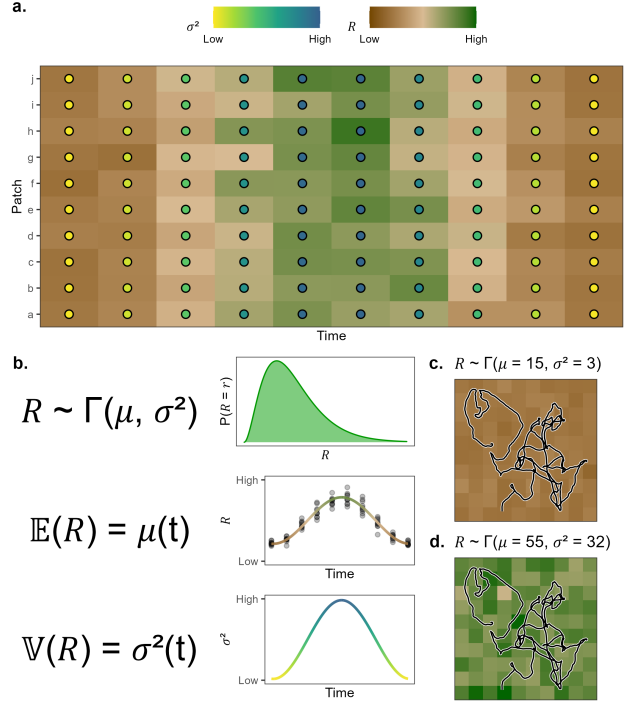 a.
σ²
Low
High
R
Low
High
Patch
j
i
h
g
f
e
d
c
b
a
Time
b.
R ~ Γ(μ, σ²)
P(R = r)
R
𝔼(R) = μ(t)
R
High
Low
Time
𝕍(R) = σ²(t)
σ²
High
Low
Time
c.
R ~ Γ(μ = 15, σ² = 3)
d.
R ~ Γ(μ = 55, σ² = 32)